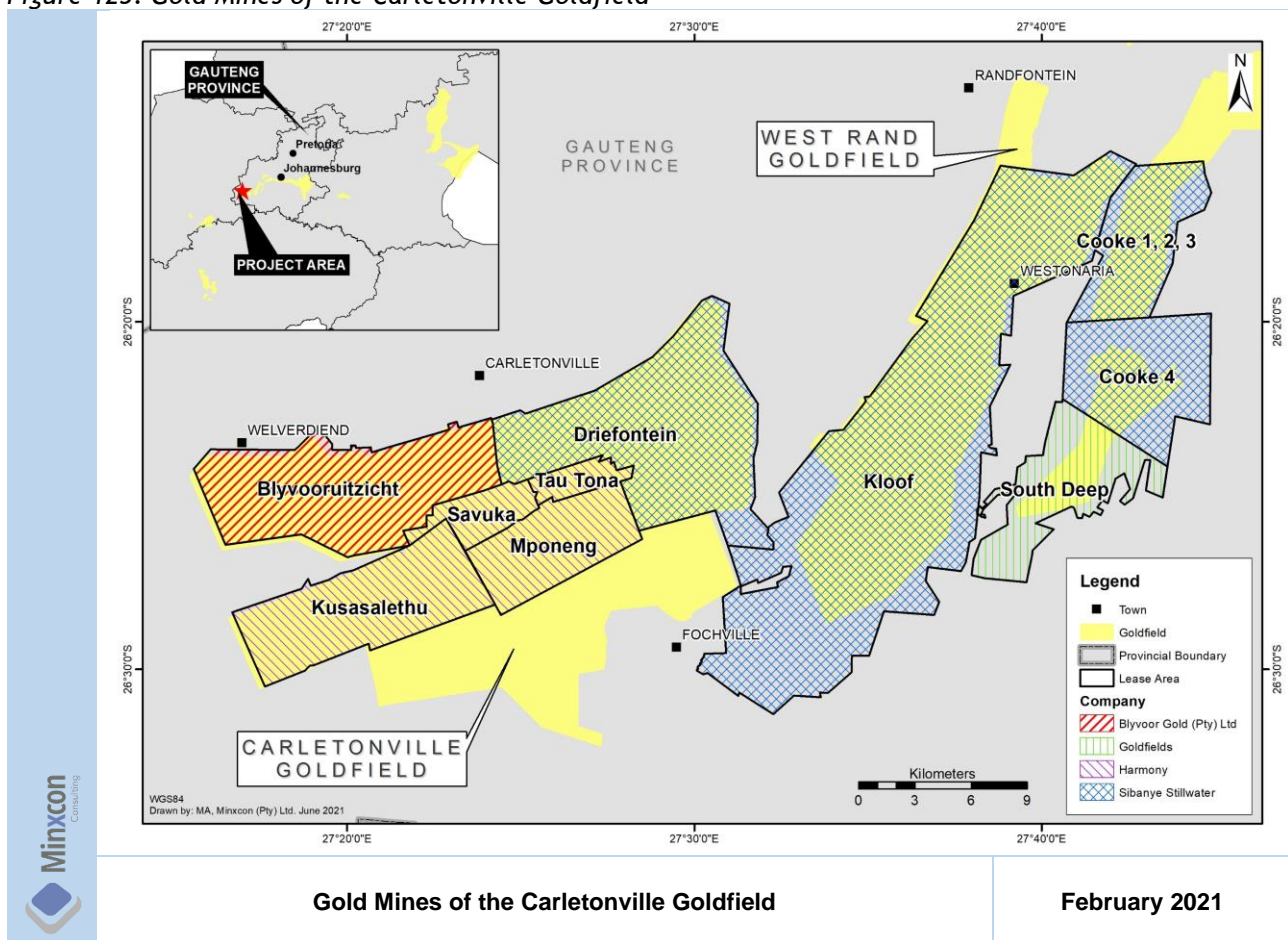 Figure 125: Gold Mines of the Carletonville Goldfield
27°20'0"E
27°30'0"E
27°40'0"E
GAUTENG
PROVINCE
Pretoria
Johannesburg
PROJECT AREA
GAUTENG
PROVINCE
RANDFONTEIN
N
WEST RAND
GOLDFIELD
Cooke 1, 2, 3
WESTONARIA
26°20'0"S
26°20'0"S
CARLETONVILLE
Cooke 4
WELVERDIEND
Driefontein
Blyvooruitzicht
Tau Tona
Kloof
South Deep
Savuka
Mponeng
Kusasalethu
FOCHVILLE
26°30'0"S
26°30'0"S
CARLETONVILLE
GOLDFIELD
Legend
Town
Goldfield
Provincial Boundary
Lease Area
Company
Blyvoor Gold (Pty) Ltd
Goldfields
Harmony
Sibanye Stillwater
Kilometers
0 3 6 9
WGS84
Drawn by: MA, Minxcon (Pty) Ltd. June 2021
27°20'0"E
27°30'0"E
27°40'0"E
Minxcon
Consulting
Gold Mines of the Carletonville Goldfield
February 2021